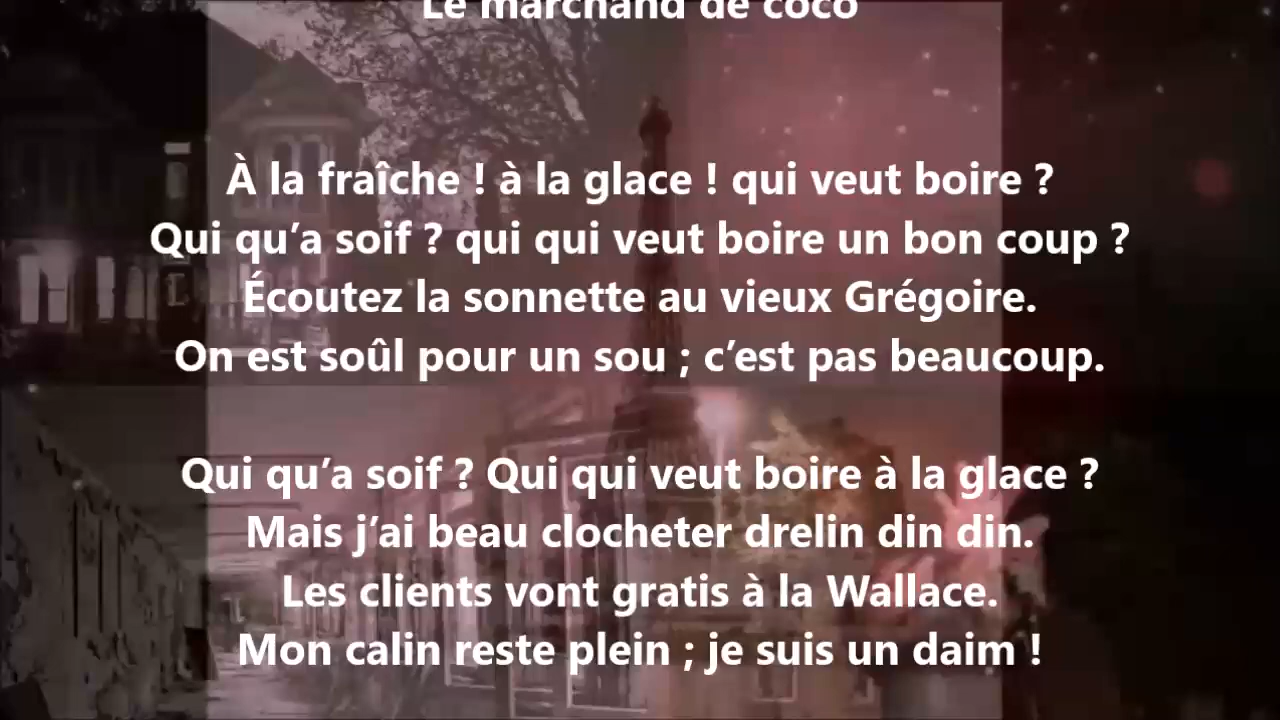 Le marchand de coco
À la fraîche ! à la glace ! qui veut boire ?
Qui qu’a soif ? qui qui veut boire un bon coup ?
Écoutez la sonnette au vieux Grégoire.
On est soûl pour un sou ; c’est pas beaucoup.
Qui qu’a soif ? Qui qui veut boire à la glace ?
Mais j’ai beau clocheter drelin din din.
Les clients vont gratis à la Wallace.
Mon calin reste plein ; je suis un daim !